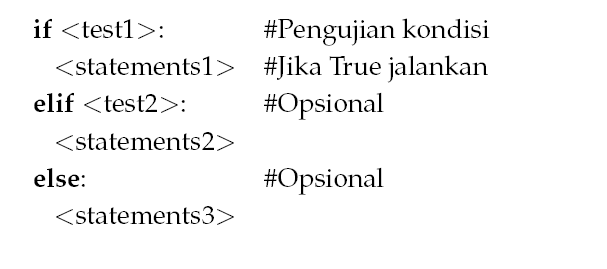 if <test1>: #Pengujian kondisi
<statements1> #Jika True jalankan
elif <test2>: #Opsional
<statements2>
else: #Opsional
<statements3>